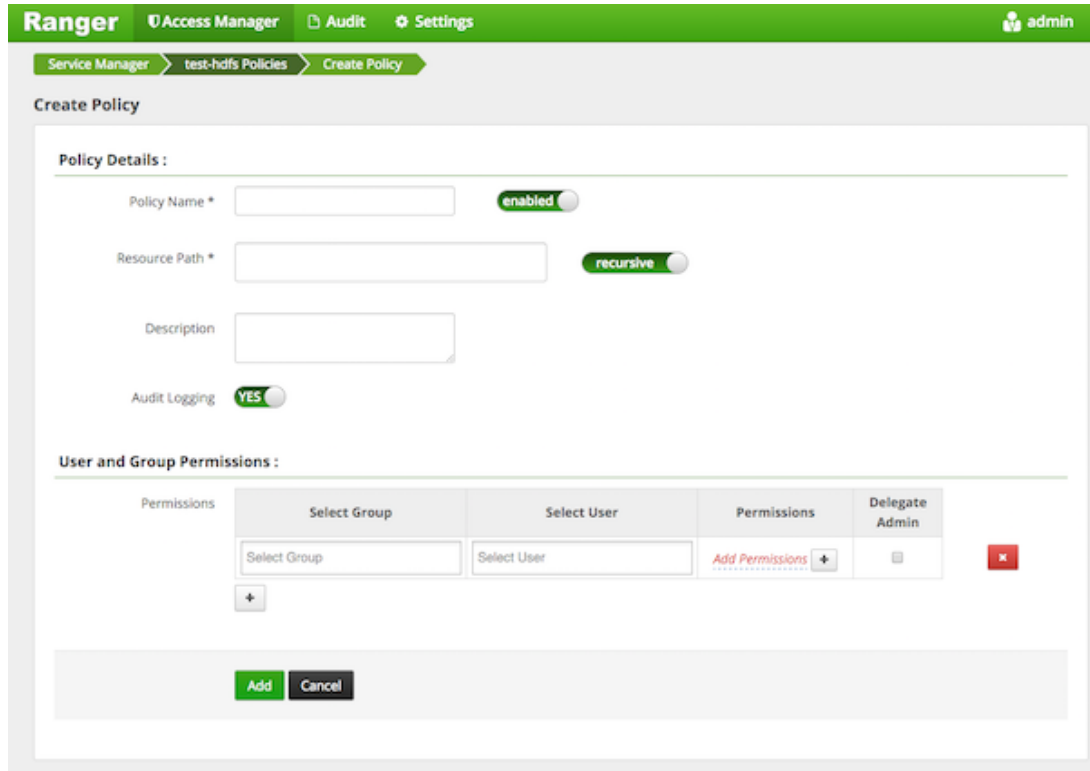 Ranger Access Manager Audit Settings admin
Service Manager test-hdfs Policies Create Policy
Create Policy
Policy Details :
Policy Name * enabled
Resource Path * recursive
Description
Audit Logging YES
User and Group Permissions :
Permissions Select Group Select User Permissions Delegate Admin
Select Group Select User Add Permissions +
+
Add Cancel